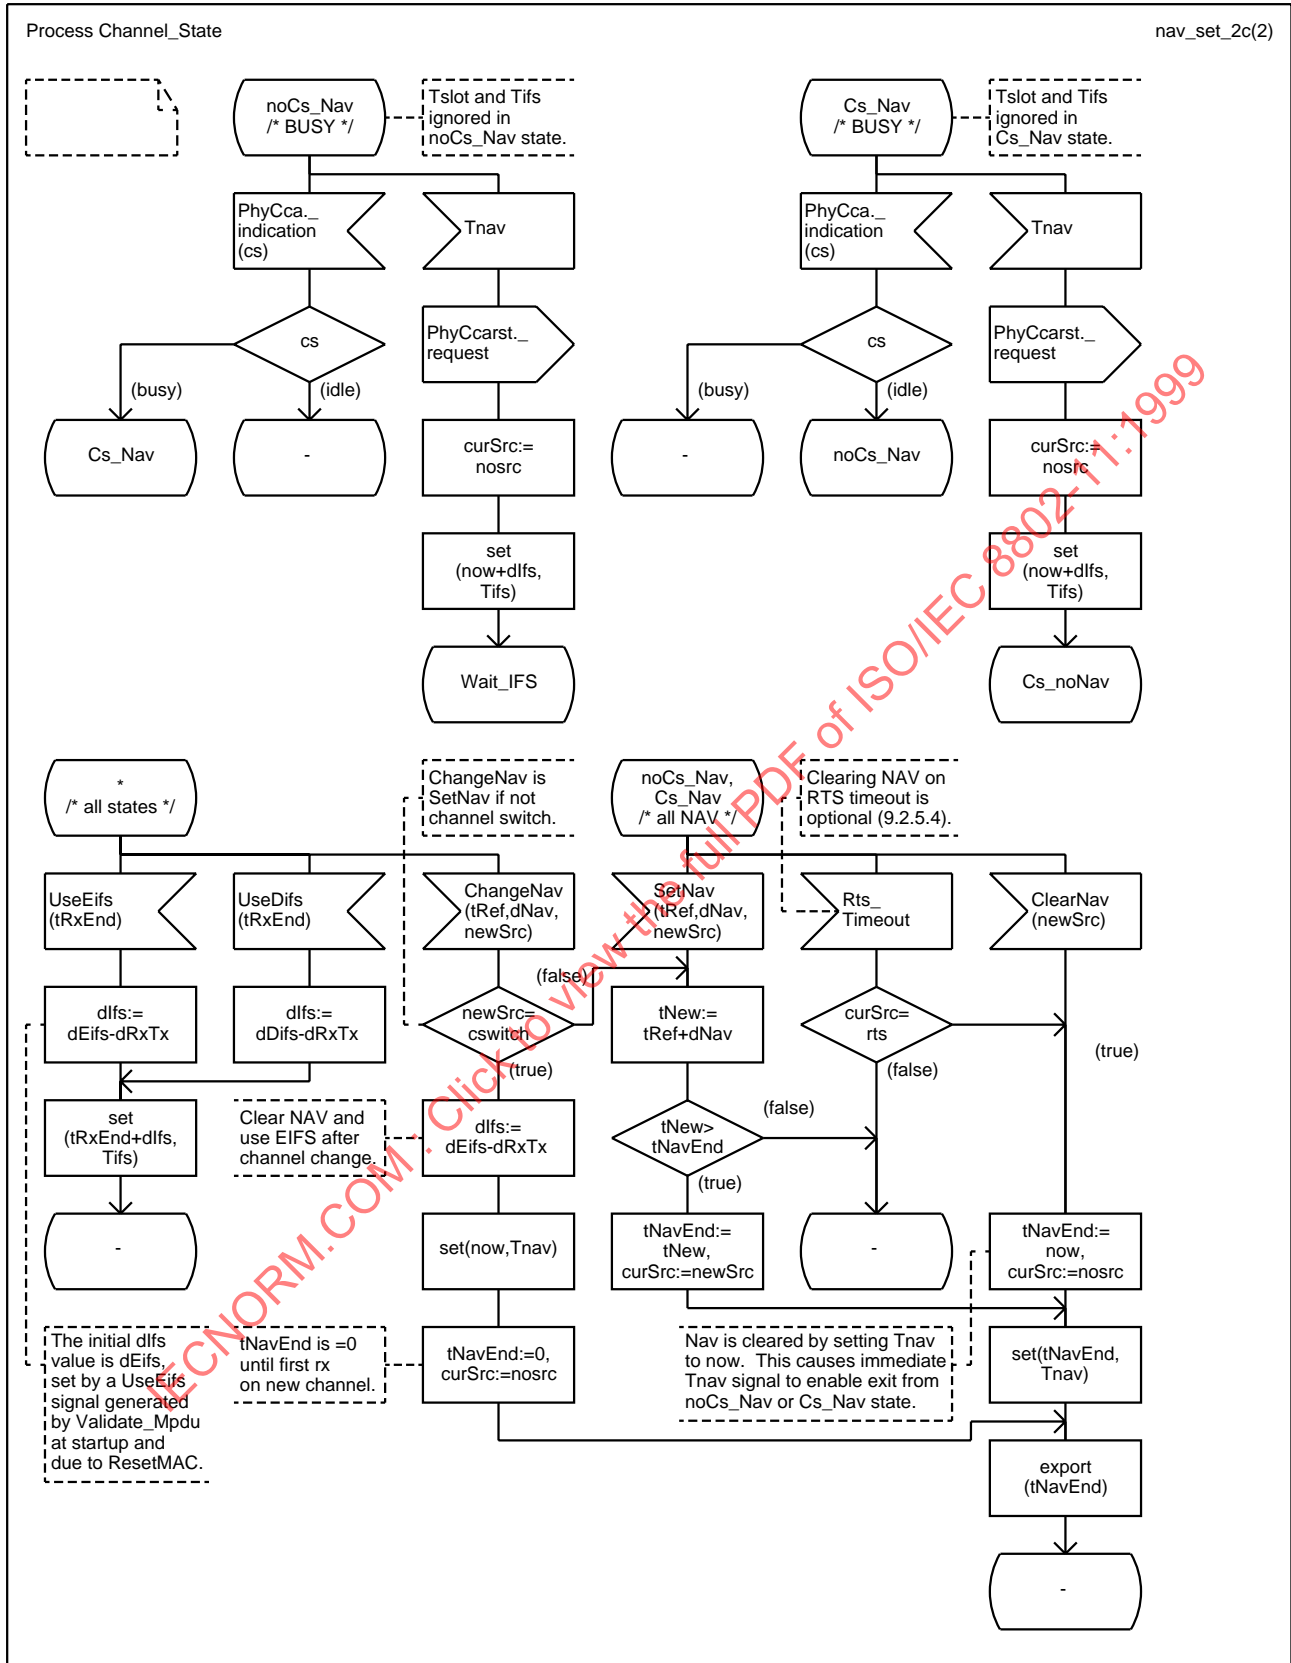 Process Channel_State
nav_set_2c(2)
noCs_Nav
/* BUSY */
Tslot and Tifs
ignored in
noCs_Nav state.
Cs_Nav
/* BUSY */
Tslot and Tifs
ignored in
Cs_Nav state.
PhyCca._
indication
(cs)
Tnav
PhyCca._
indication
(cs)
Tnav
cs
PhyCcarst._
request
cs
PhyCcarst._
request
(busy)
(idle)
(busy)
(idle)
Cs_Nav
-
curSrc:=
nosrc
-
noCs_Nav
curSrc:=
nosrc
set
(now+dIfs,
Tifs)
set
(now+dIfs,
Tifs)
Wait_IFS
Cs_noNav
*
/* all states */
ChangeNav is
SetNav if not
channel switch.
noCs_Nav,
Cs_Nav
/* all NAV */
Clearing NAV on
RTS timeout is
optional (9.2.5.4).
UseEifs
(tRxEnd)
UseDifs
(tRxEnd)
ChangeNav
(tRef,dNav,
newSrc)
SetNav
(tRef,dNav,
newSrc)
Rts_
Timeout
ClearNav
(newSrc)
(false)
dIfs:=
dEifs-dRxTx
dIfs:=
dDifs-dRxTx
newSrc=
cswitch
tNew:=
tRef+dNav
curSrc=
rts
(true)
(true)
(false)
set
(tRxEnd+dIfs,
Tifs)
Clear NAV and
use EIFS after
channel change.
dIfs:=
dEifs-dRxTx
tNew>
tNavEnd
(false)
(true)
-
set(now,Tnav)
tNavEnd:=
tNew,
curSrc:=newSrc
-
tNavEnd:=
now,
curSrc:=nosrc
The initial dIfs
value is dEifs,
set by a UseEifs
signal generated
by Validate_Mpdu
at startup and
due to ResetMAC.
tNavEnd is =0
until first rx
on new channel.
tNavEnd:=0,
curSrc:=nosrc
Nav is cleared by setting Tnav
to now.  This causes immediate
Tnav signal to enable exit from
noCs_Nav or Cs_Nav state.
set(tNavEnd,
Tnav)
export
(tNavEnd)
-
IECNORM.COM : Click to view the full PDF of ISO/IEC 8802-11:1999